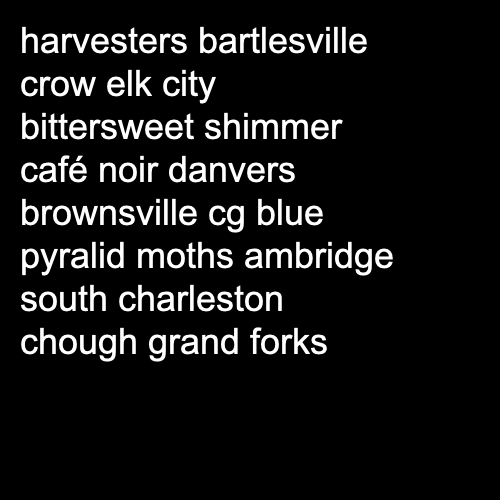 harvesters bartlesville
crow elk city
bittersweet shimmer
café noir danvers
brownsville cg blue
pyralid moths ambridge
south charleston
chough grand forks